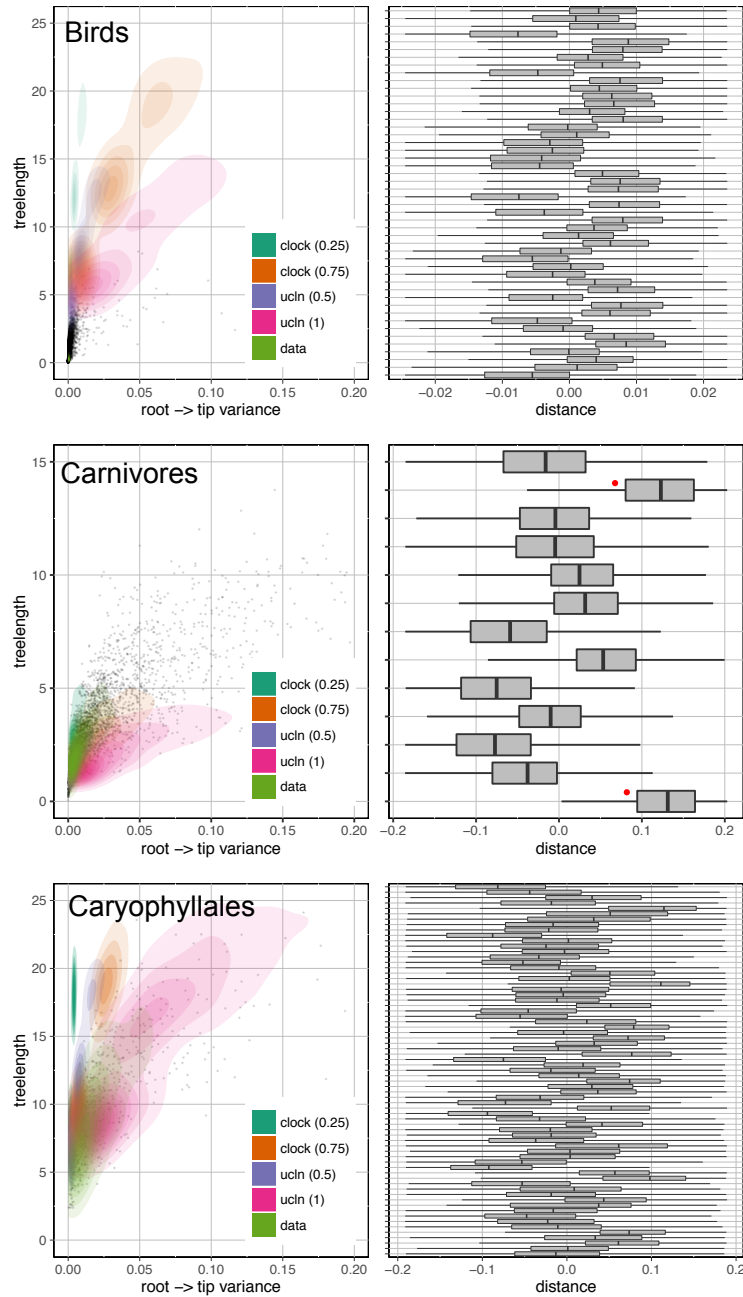 Birds
treelength
25
20
15
10
5
0
clock (0.25)
clock (0.75)
ucln (0.5)
ucln (1)
data
0.00 0.05 0.10 0.15 0.20
root −> tip variance
−0.02 −0.01 0.00 0.01 0.02
distance
Carnivores
treelength
15
10
5
0
clock (0.25)
clock (0.75)
ucln (0.5)
ucln (1)
data
0.00 0.05 0.10 0.15 0.20
root −> tip variance
−0.2 −0.1 0.0 0.1 0.2
distance
Caryophyllales
treelength
25
20
15
10
5
0
clock (0.25)
clock (0.75)
ucln (0.5)
ucln (1)
data
0.00 0.05 0.10 0.15 0.20
root −> tip variance
−0.2 −0.1 0.0 0.1 0.2
distance